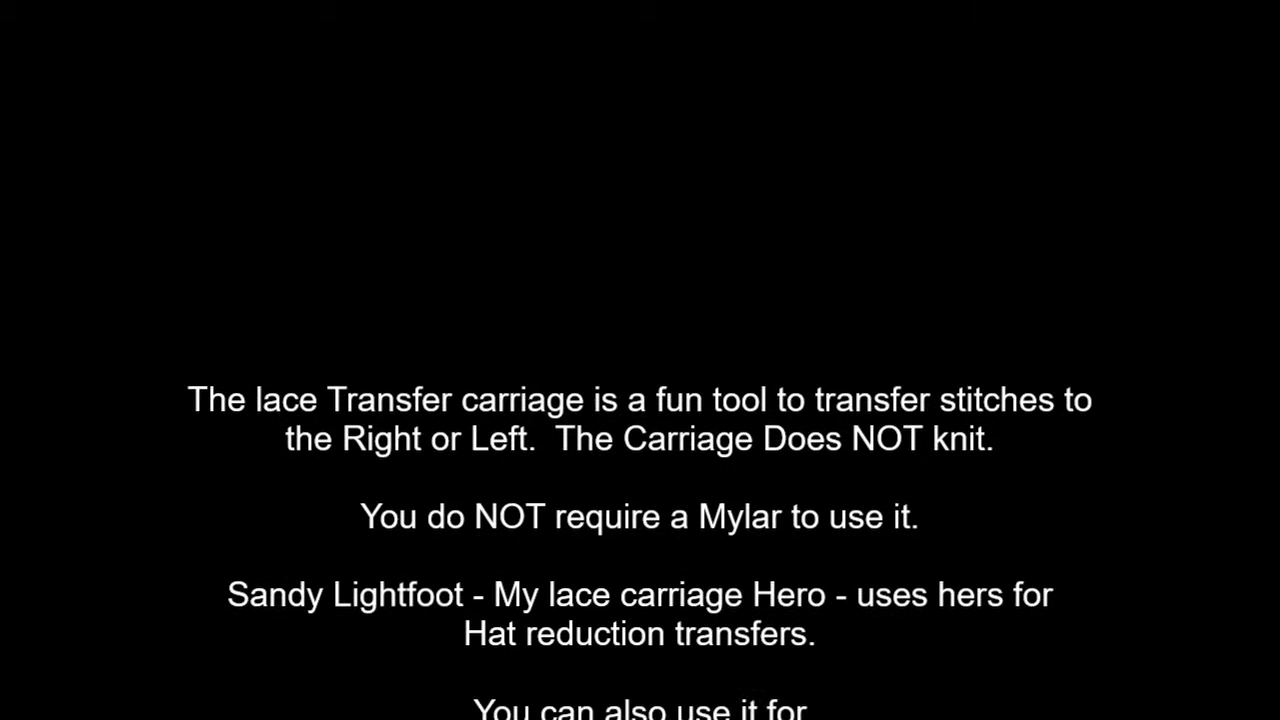 The lace Transfer carriage is a fun tool to transfer stitches to
the Right or Left.  The Carriage Does NOT knit.
You do NOT require a Mylar to use it.
Sandy Lightfoot - My lace carriage Hero - uses hers for
Hat reduction transfers.
You can also use it for